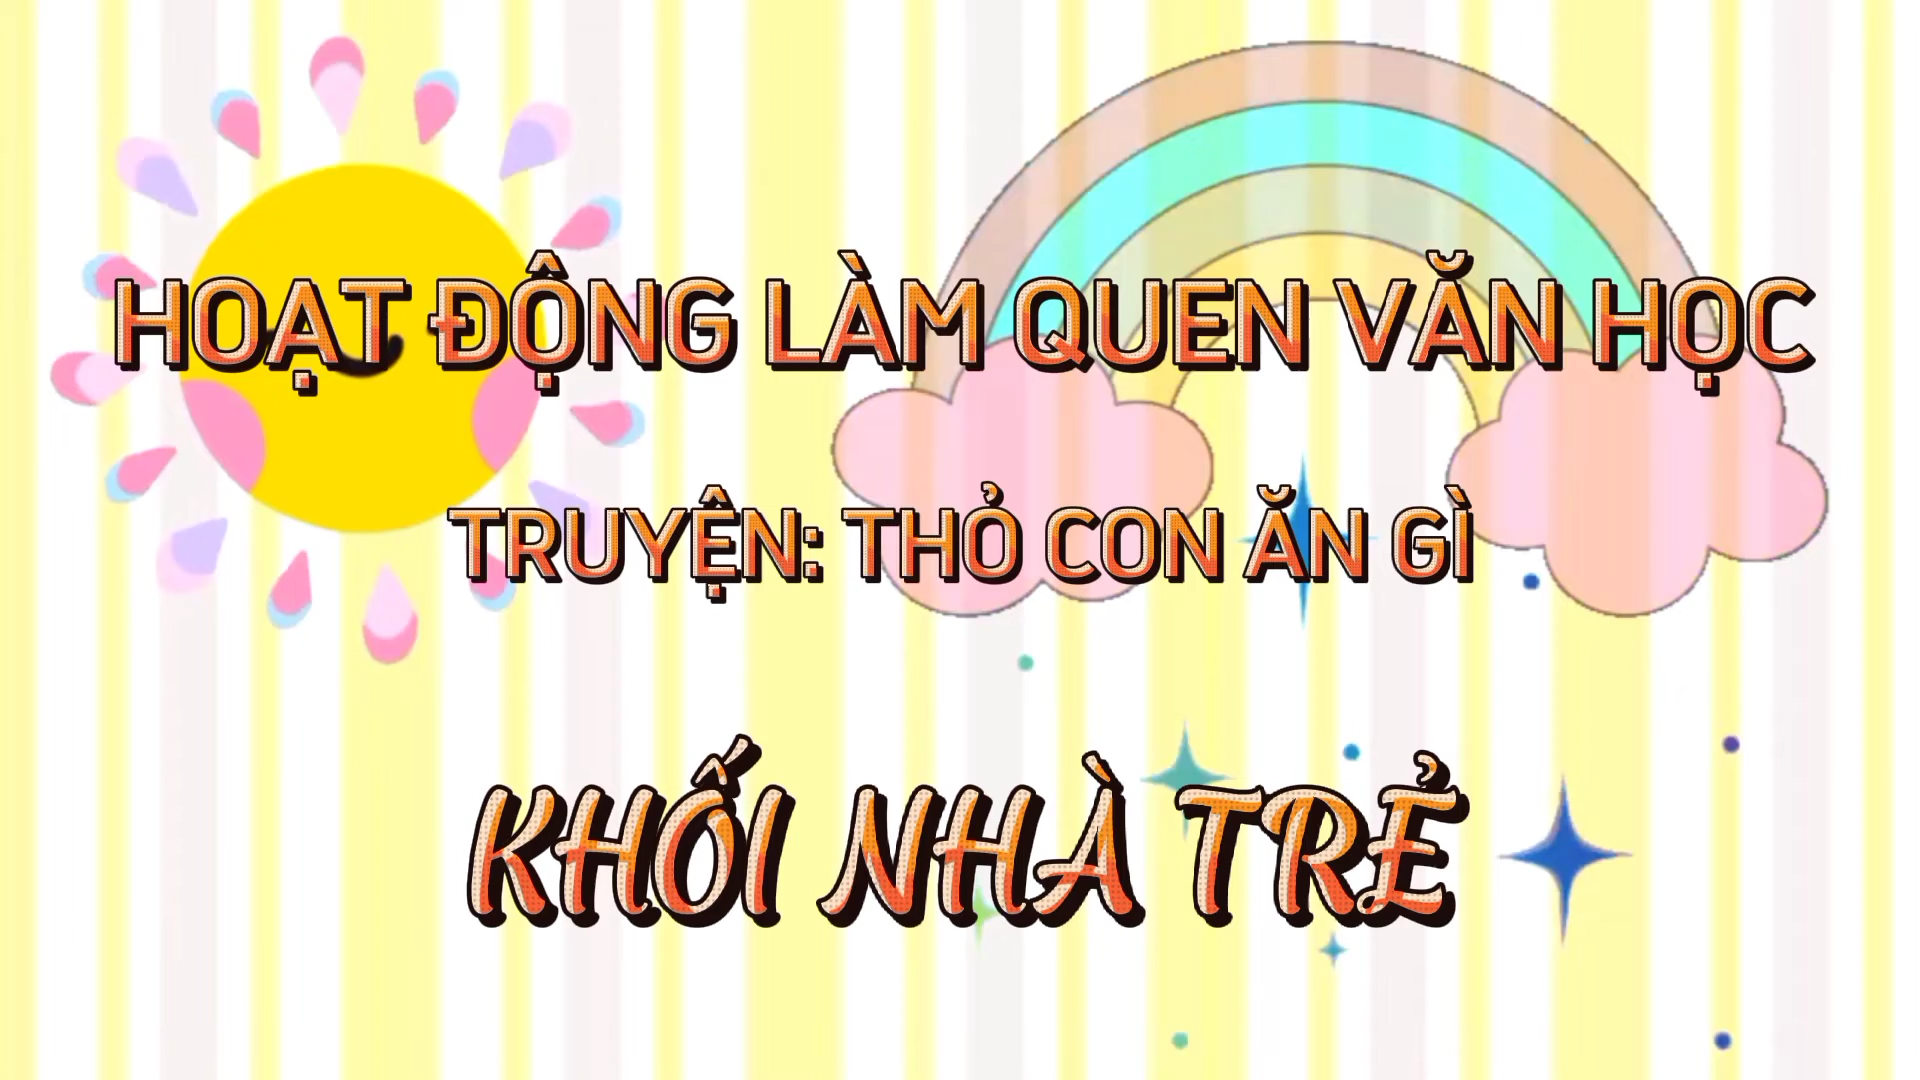 HOẠT ĐỘNG LÀM QUEN VĂN HỌC
TRUYỆN: THỎ CON ĂN GÌ
KHỐI NHÀ TRẺ